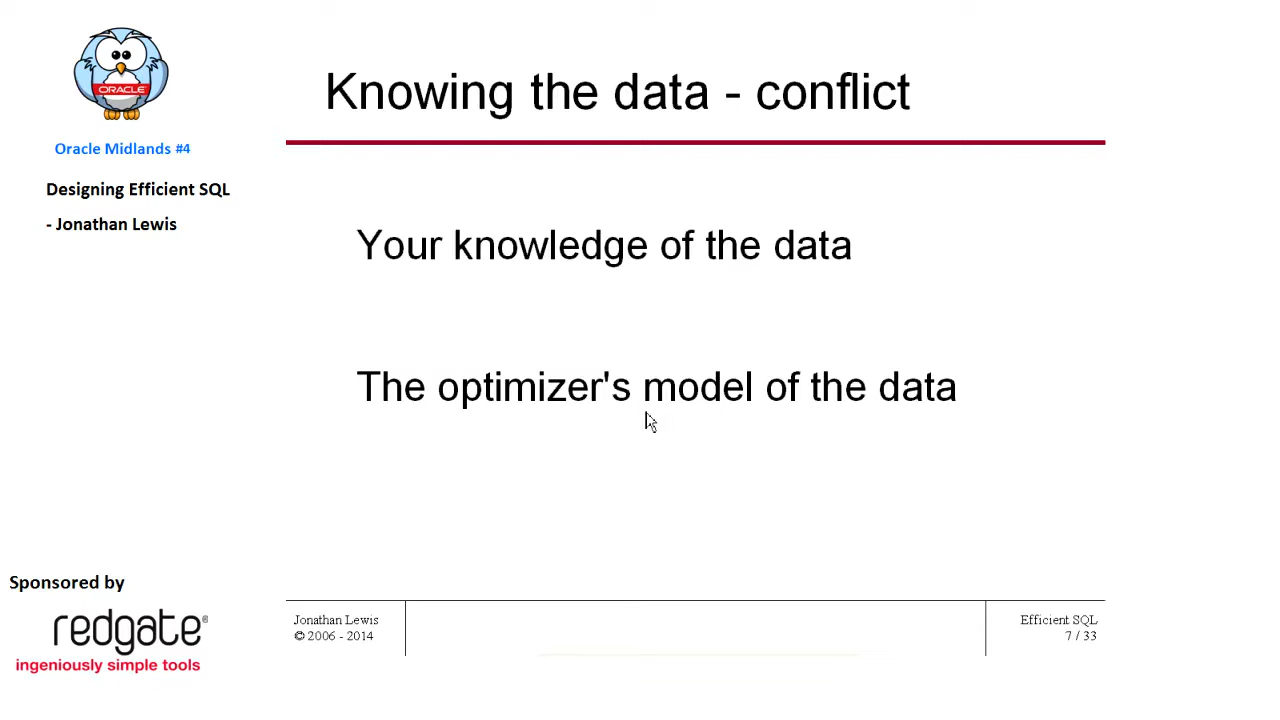 ORACLE
Oracle Midlands #4
Designing Efficient SQL
- Jonathan Lewis
Knowing the data - conflict
Your knowledge of the data
The optimizer's model of the data
Sponsored by
redgate®
ingeniously simple tools
Jonathan Lewis
© 2006 - 2014
Efficient SQL
7 / 33